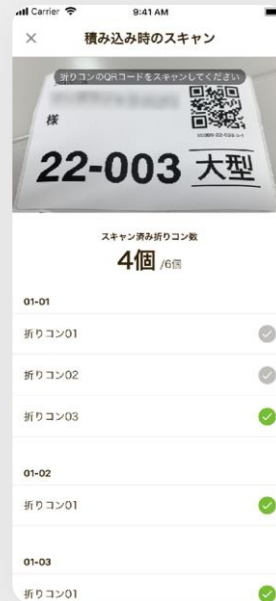 Carrier
9:41 AM
積み込み時のスキャン
折りコンのQRコードをスキャンしてください
様
22-003 大型
スキャン済み折りコン数
4個 /6個
01-01
折りコン01
折りコン02
折りコン03
01-02
折りコン01
01-03
折りコン01